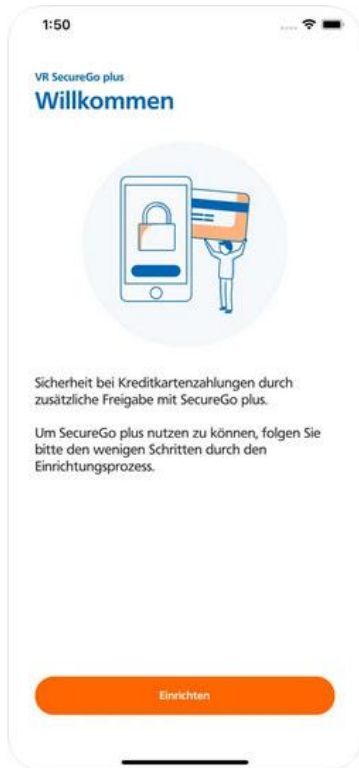 1:50
VR SecureGo plus
Willkommen
Sicherheit bei Kreditkartenzahlungen durch
zusätzliche Freigabe mit SecureGo plus.
Um SecureGo plus nutzen zu können, folgen Sie
bitte den wenigen Schritten durch den
Einrichtungsprozess.
Einrichten